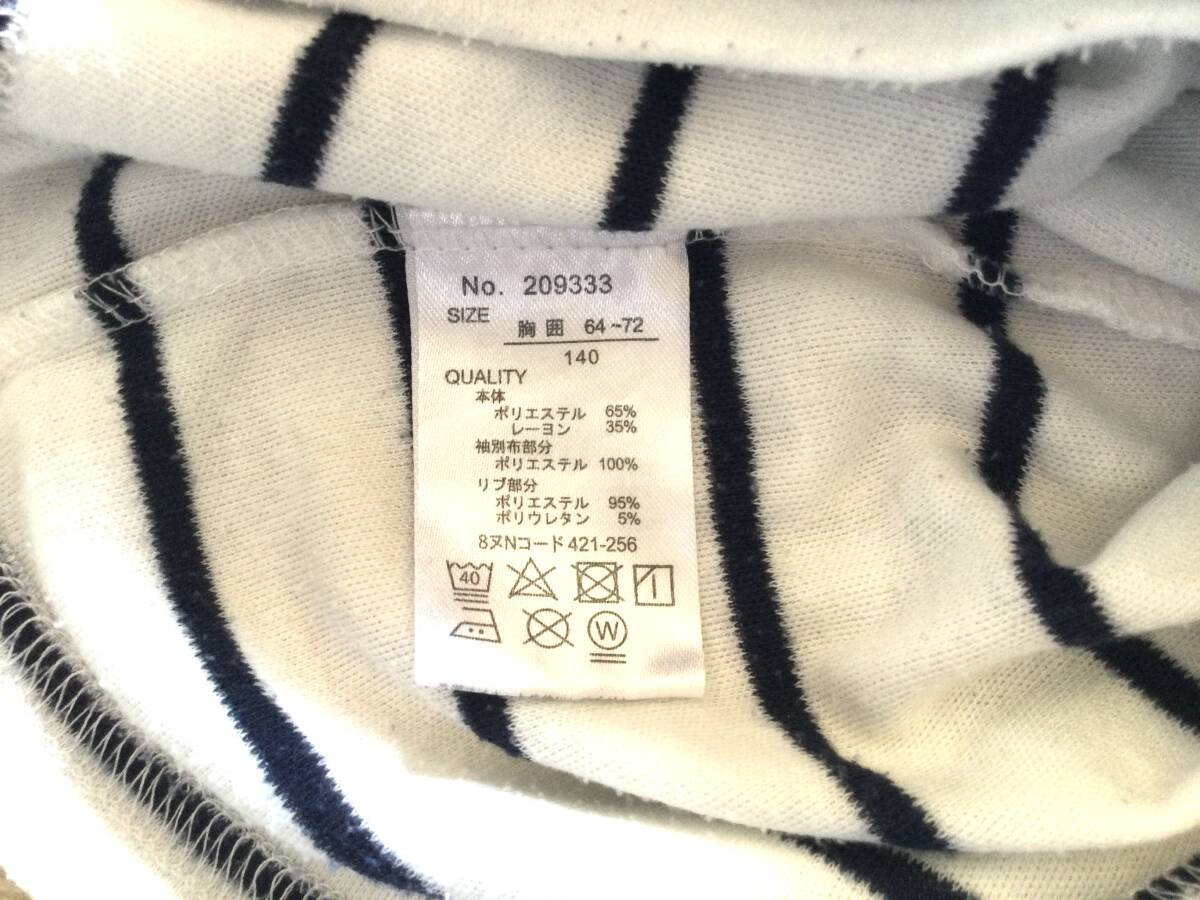 No. 209333
SIZE
胸囲 64~72
140
QUALITY
本体
ポリエステル 65%
レーヨン 35%
袖別布部分
ポリエステル 100%
リブ部分
ポリエステル 95%
ポリウレタン 5%
8ヌNコード 421-256
40
W